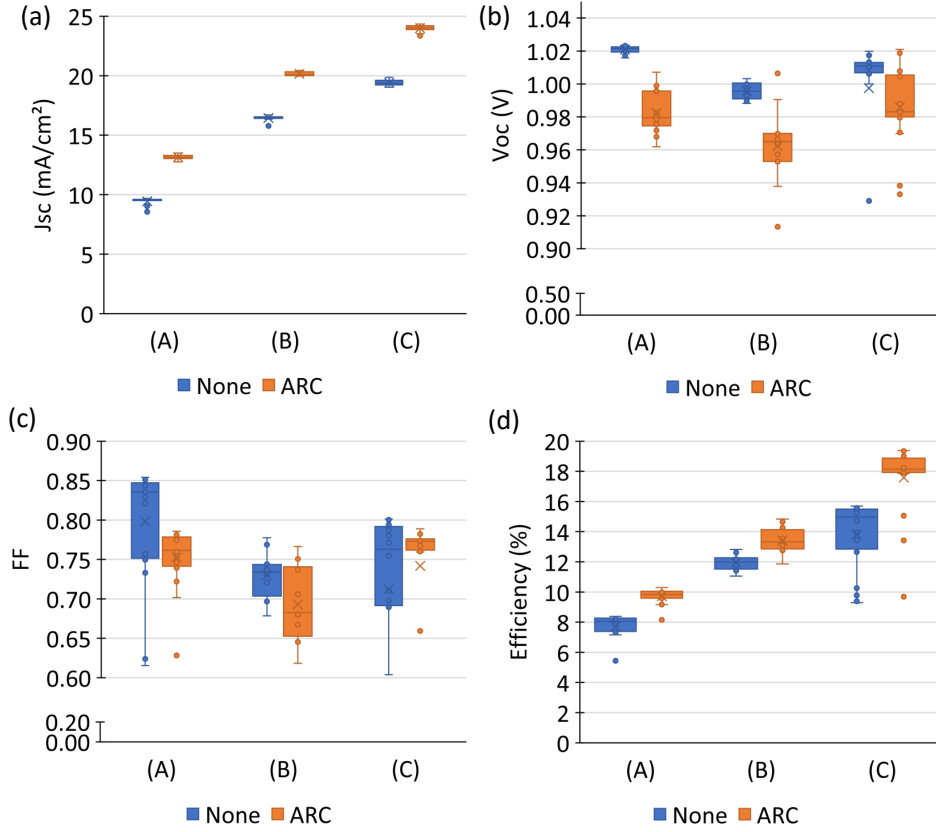 (a)
Jsc (mA/cm²)
25
20
15
10
5
0
(A) (B) (C)
None ARC
(b)
Voc (V)
1.04
1.02
1.00
0.98
0.96
0.94
0.92
0.90
0.50
0.00
(A) (B) (C)
None ARC
(c)
FF
0.90
0.85
0.80
0.75
0.70
0.65
0.60
0.20
0.00
(A) (B) (C)
None ARC
(d)
Efficiency (%)
20
18
16
14
12
10
8
6
4
2
0
(A) (B) (C)
None ARC